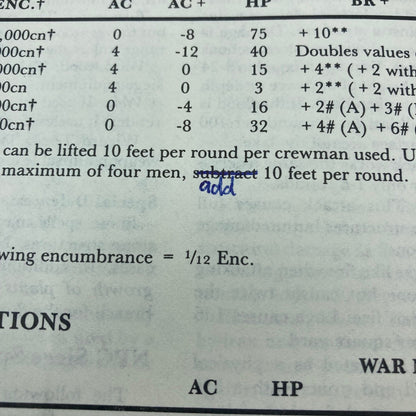 ENC.† AC AC + HP BR +
,000cn† 0 -8 75 + 10**
000cn† 4 -12 40 Doubles values o
,000cn† 4 0 15 + 4** ( + 2 with
000cn 4 0 3 + 2** ( + 2 with
00cn† 0 -4 16 + 2# (A) + 3# (
0cn† 0 -8 32 + 4# (A) + 6# (
can be lifted 10 feet per round per crewman used. U
maximum of four men, subtract 10 feet per round.
add
wing encumbrance = 1/12 Enc.
TIONS
WAR
AC HP